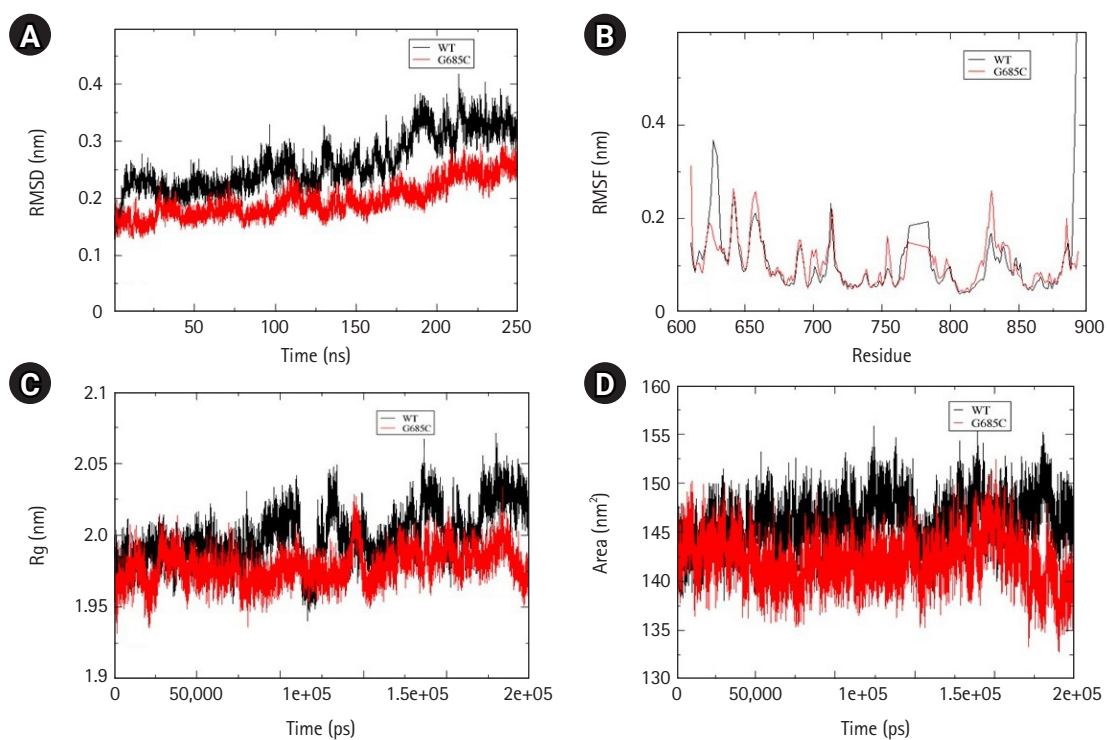 A
WT
G685C
0.4
0.3
0.2
0.1
0
RMSD (nm)
50
100
150
200
250
Time (ns)
B
WT
G685C
0.4
0.2
0
RMSF (nm)
600
650
700
750
800
850
900
Residue
C
WT
G685C
2.1
2.05
2.0
1.95
1.9
Rg (nm)
0
50,000
1e+05
1.5e+05
2e+05
Time (ps)
D
WT
G685C
160
155
150
145
140
135
130
Area (nm²)
0
50,000
1e+05
1.5e+05
2e+05
Time (ps)